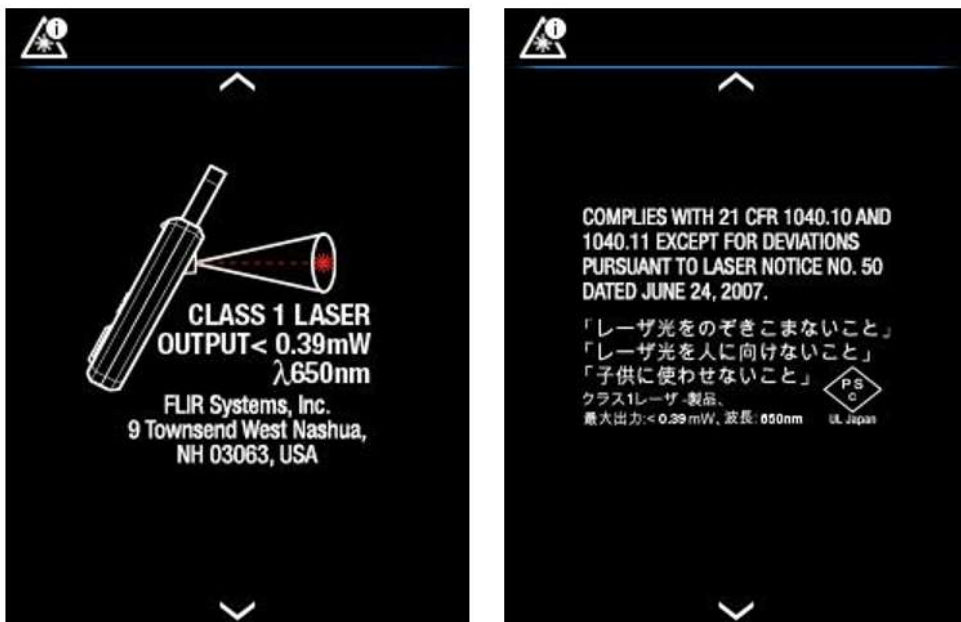 CLASS 1 LASER
OUTPUT< 0.39mW
λ650nm
FLIR Systems, Inc.
9 Townsend West Nashua,
NH 03063, USA
COMPLIES WITH 21 CFR 1040.10 AND
1040.11 EXCEPT FOR DEVIATIONS
PURSUANT TO LASER NOTICE NO. 50
DATED JUNE 24, 2007.
「レーザ光をのぞきこまないこと」
「レーザ光を人に向けないこと」
「子供に使わせないこと」
クラス1レーザ-製品、
最大出力:< 0.39 mW、波長: 650nm
PS
C
UL Japan